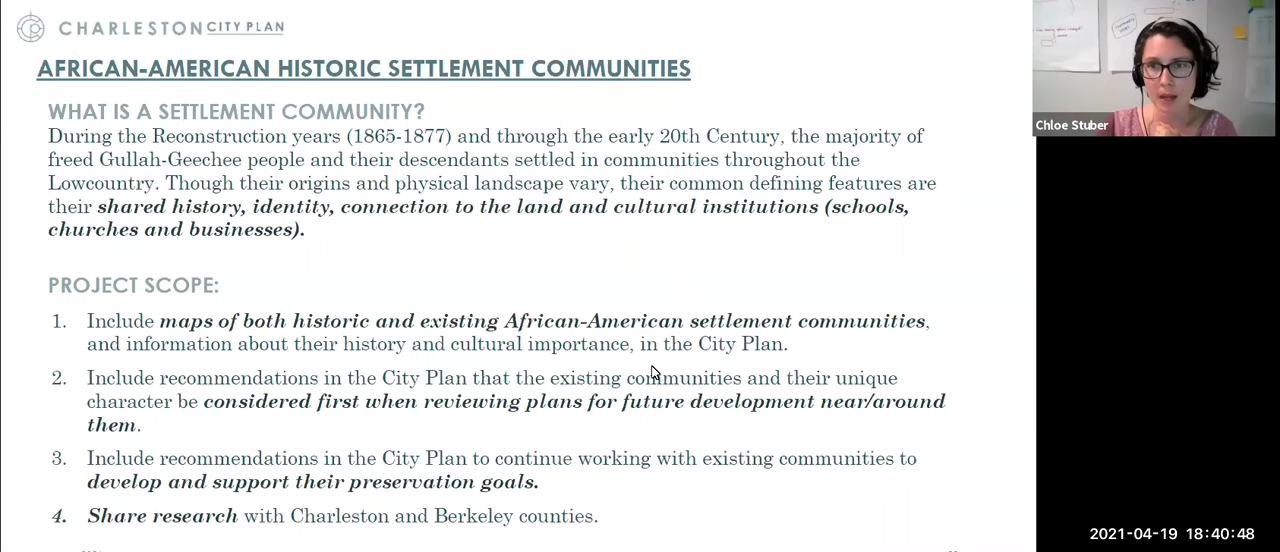 CHARLESTON CITY PLAN
AFRICAN-AMERICAN HISTORIC SETTLEMENT COMMUNITIES
WHAT IS A SETTLEMENT COMMUNITY?
During the Reconstruction years (1865-1877) and through the early 20th Century, the majority of
freed Gullah-Geechee people and their descendants settled in communities throughout the
Lowcountry. Though their origins and physical landscape vary, their common defining features are
their shared history, identity, connection to the land and cultural institutions (schools,
churches and businesses).
PROJECT SCOPE:
1. Include maps of both historic and existing African-American settlement communities,
and information about their history and cultural importance, in the City Plan.
2. Include recommendations in the City Plan that the existing communities and their unique
character be considered first when reviewing plans for future development near/around
them.
3. Include recommendations in the City Plan to continue working with existing communities to
develop and support their preservation goals.
4. Share research with Charleston and Berkeley counties.
Chloe Stuber
2021-04-19 18:40:48